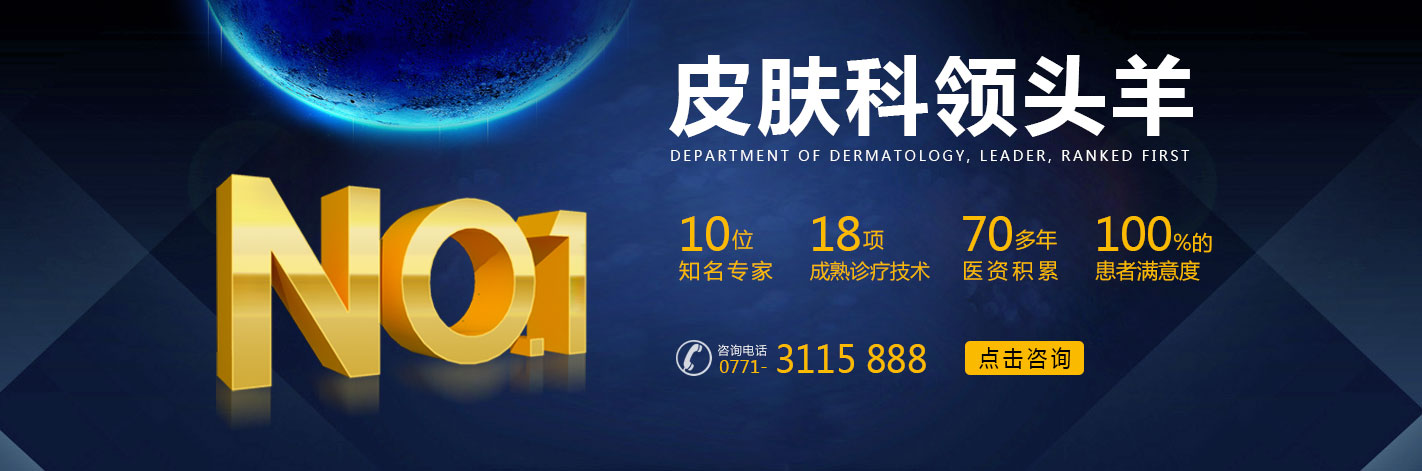 NO.1
皮肤科领头羊
DEPARTMENT OF DERMATOLOGY, LEADER, RANKED FIRST
10位
知名专家
18项
成熟诊疗技术
70多年
医资积累
100%的
患者满意度
咨询电话
0771- 3115 888
点击咨询